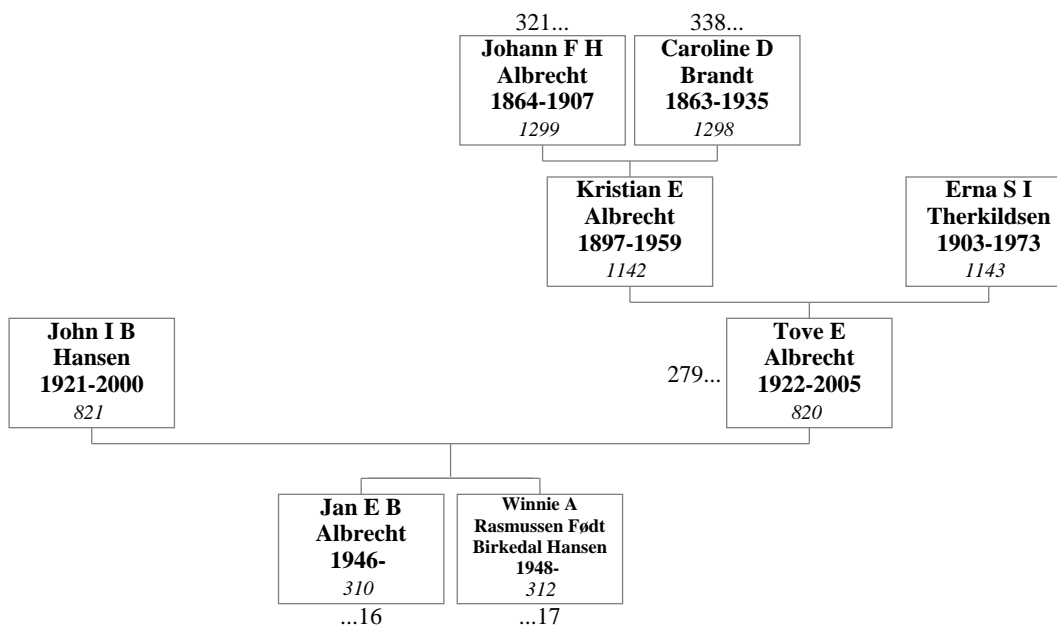 321...
338...
Johann F H
Albrecht
1864-1907
1299
Caroline D
Brandt
1863-1935
1298
Kristian E
Albrecht
1897-1959
1142
Erna S I
Therkildsen
1903-1973
1143
John I B
Hansen
1921-2000
821
279...
Tove E
Albrecht
1922-2005
820
Jan E B
Albrecht
1946-
310
...16
Winnie A
Rasmussen Født
Birkedal Hansen
1948-
312
...17